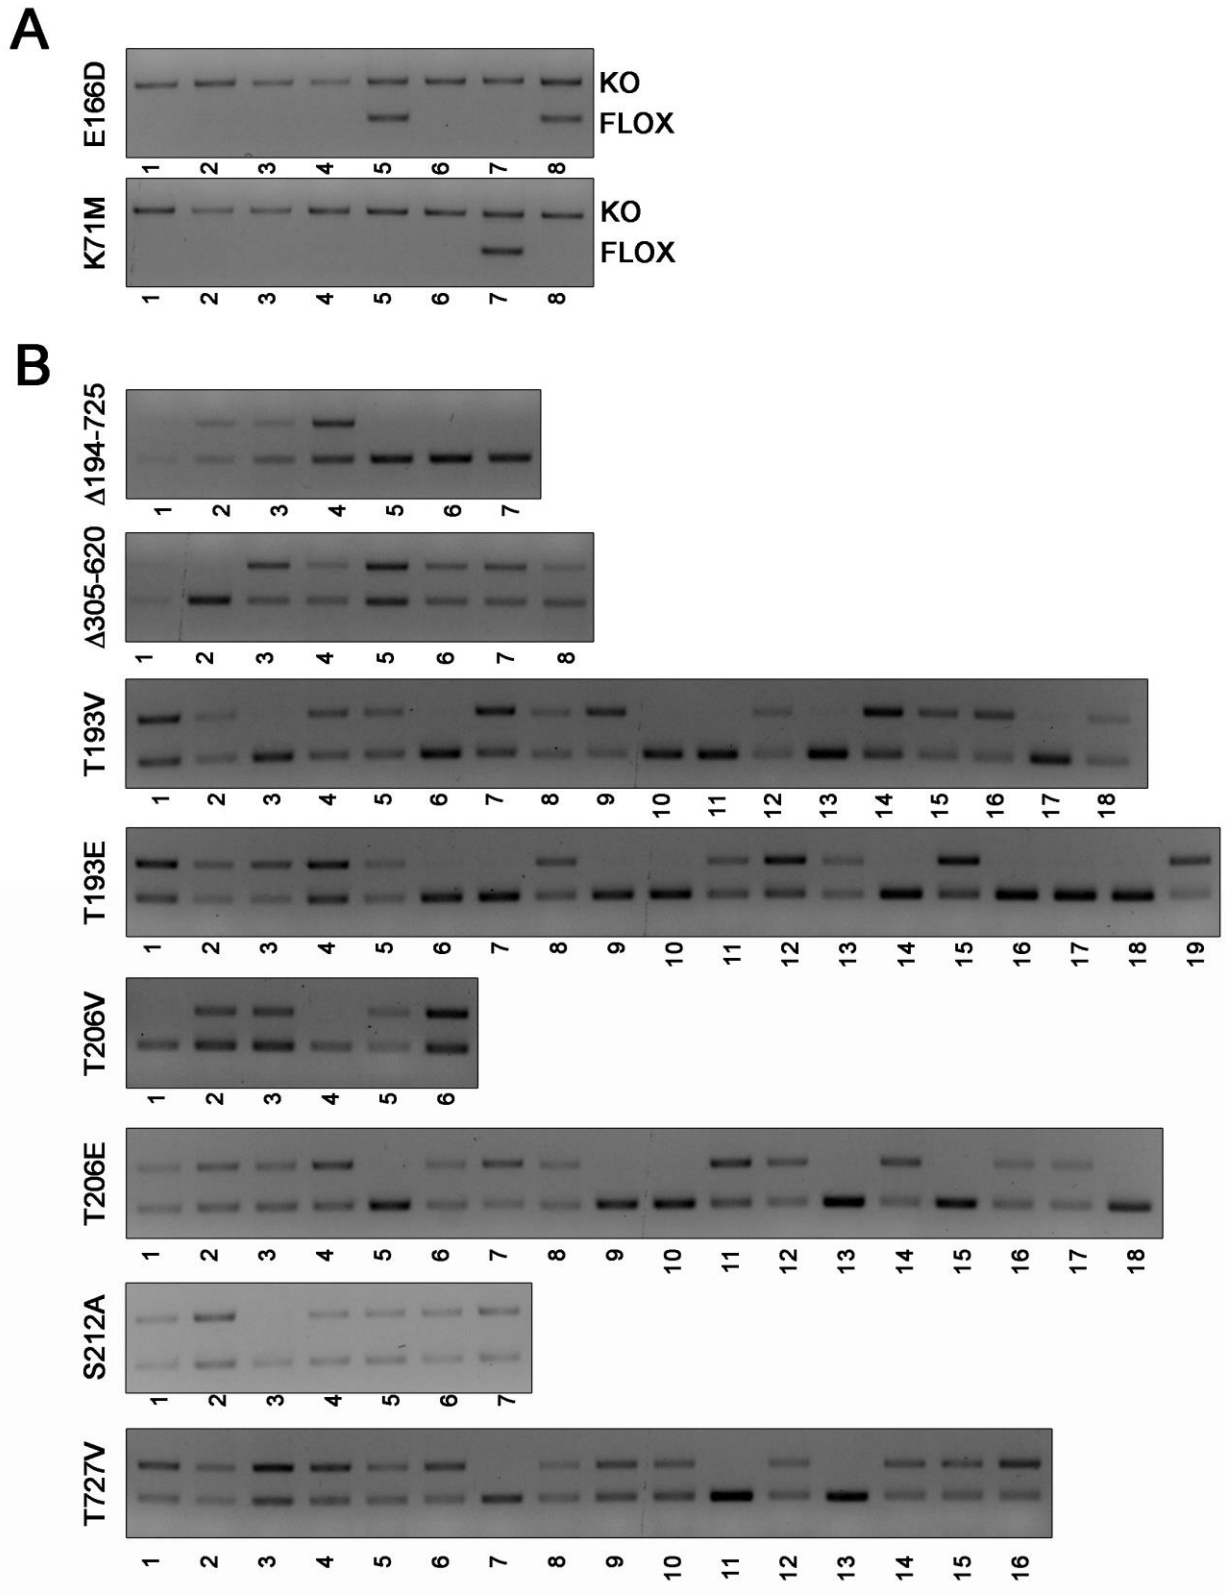 A
E166D
KO
FLOX
1 2 3 4 5 6 7 8
K71M
KO
FLOX
1 2 3 4 5 6 7 8
B
Δ194-725
1 2 3 4 5 6 7
Δ305-620
1 2 3 4 5 6 7 8
T193V
1 2 3 4 5 6 7 8 9 10 11 12 13 14 15 16 17 18
T193E
1 2 3 4 5 6 7 8 9 10 11 12 13 14 15 16 17 18 19
T206V
1 2 3 4 5 6
T206E
1 2 3 4 5 6 7 8 9 10 11 12 13 14 15 16 17 18
S212A
1 2 3 4 5 6 7
T727V
1 2 3 4 5 6 7 8 9 10 11 12 13 14 15 16